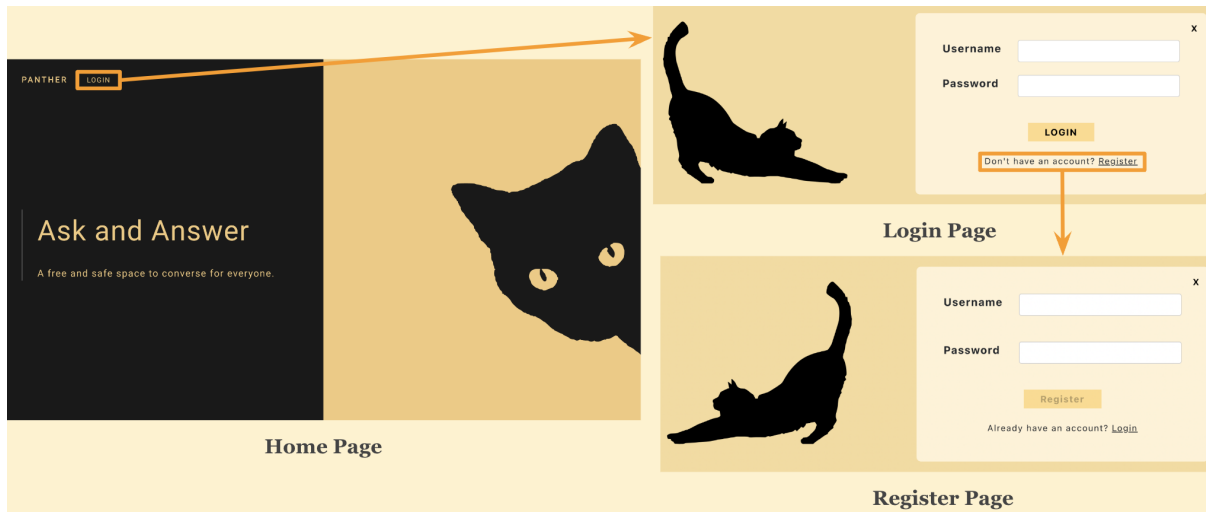 PANTHER LOGIN
Ask and Answer
A free and safe space to converse for everyone.
Home Page
x
Username
Password
LOGIN
Don't have an account? Register
Login Page
x
Username
Password
Register
Already have an account? Login
Register Page